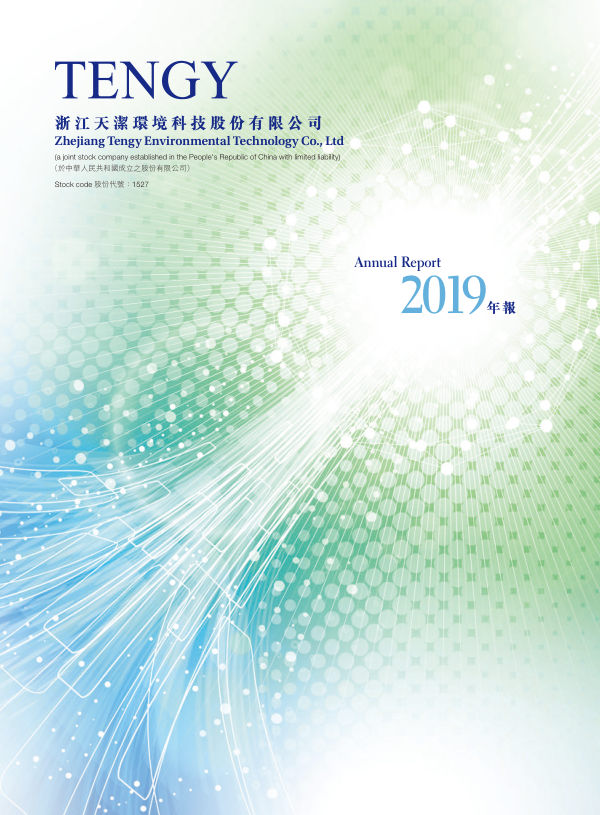 TENGY
浙江天潔環境科技股份有限公司
Zhejiang Tengy Environmental Technology Co., Ltd
(a joint stock company established in the People's Republic of China with limited liability)
（於中華人民共和國成立之股份有限公司）
Stock code 股份代號：1527
Annual Report
2019年報